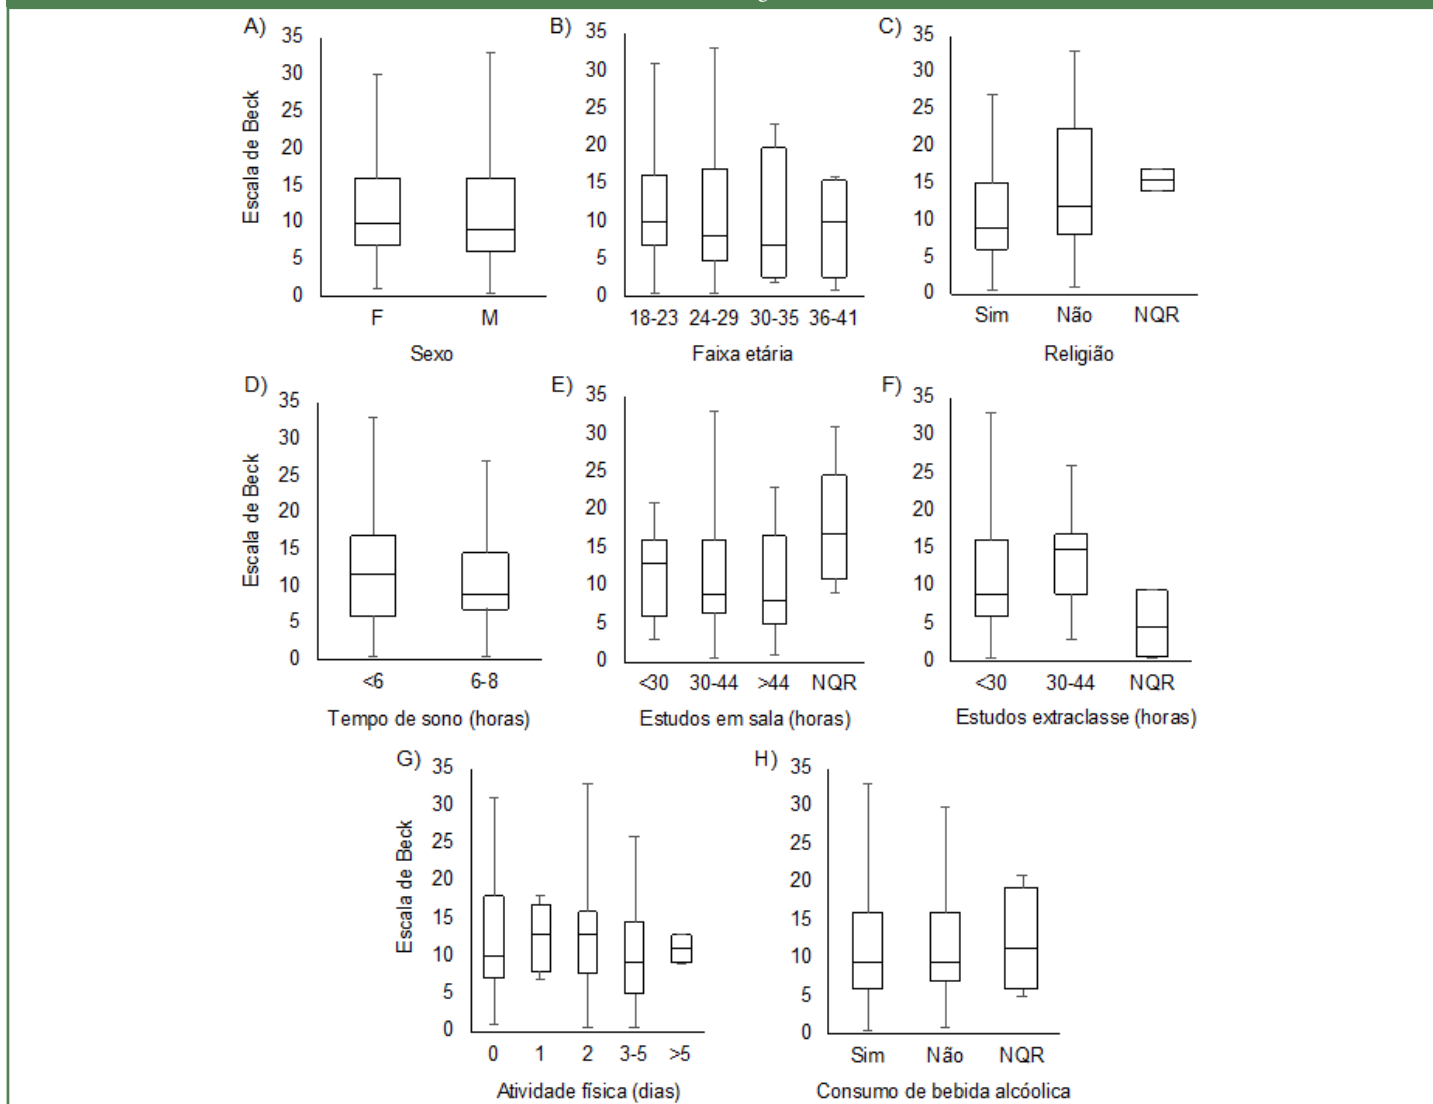 A)
35
30
25
20
15
10
5
0
Escala de Beck
F M
Sexo
B)
35
30
25
20
15
10
5
0
18-23 24-29 30-35 36-41
Faixa etária
C)
35
30
25
20
15
10
5
0
Sim Não NQR
Religião
D)
35
30
25
20
15
10
5
0
Escala de Beck
<6 6-8
Tempo de sono (horas)
E)
35
30
25
20
15
10
5
0
<30 30-44 >44 NQR
Estudos em sala (horas)
F)
35
30
25
20
15
10
5
0
<30 30-44 NQR
Estudos extraclasse (horas)
G)
35
30
25
20
15
10
5
0
Escala de Beck
0 1 2 3-5 >5
Atividade física (dias)
H)
35
30
25
20
15
10
5
0
Sim Não NQR
Consumo de bebida alcóolica